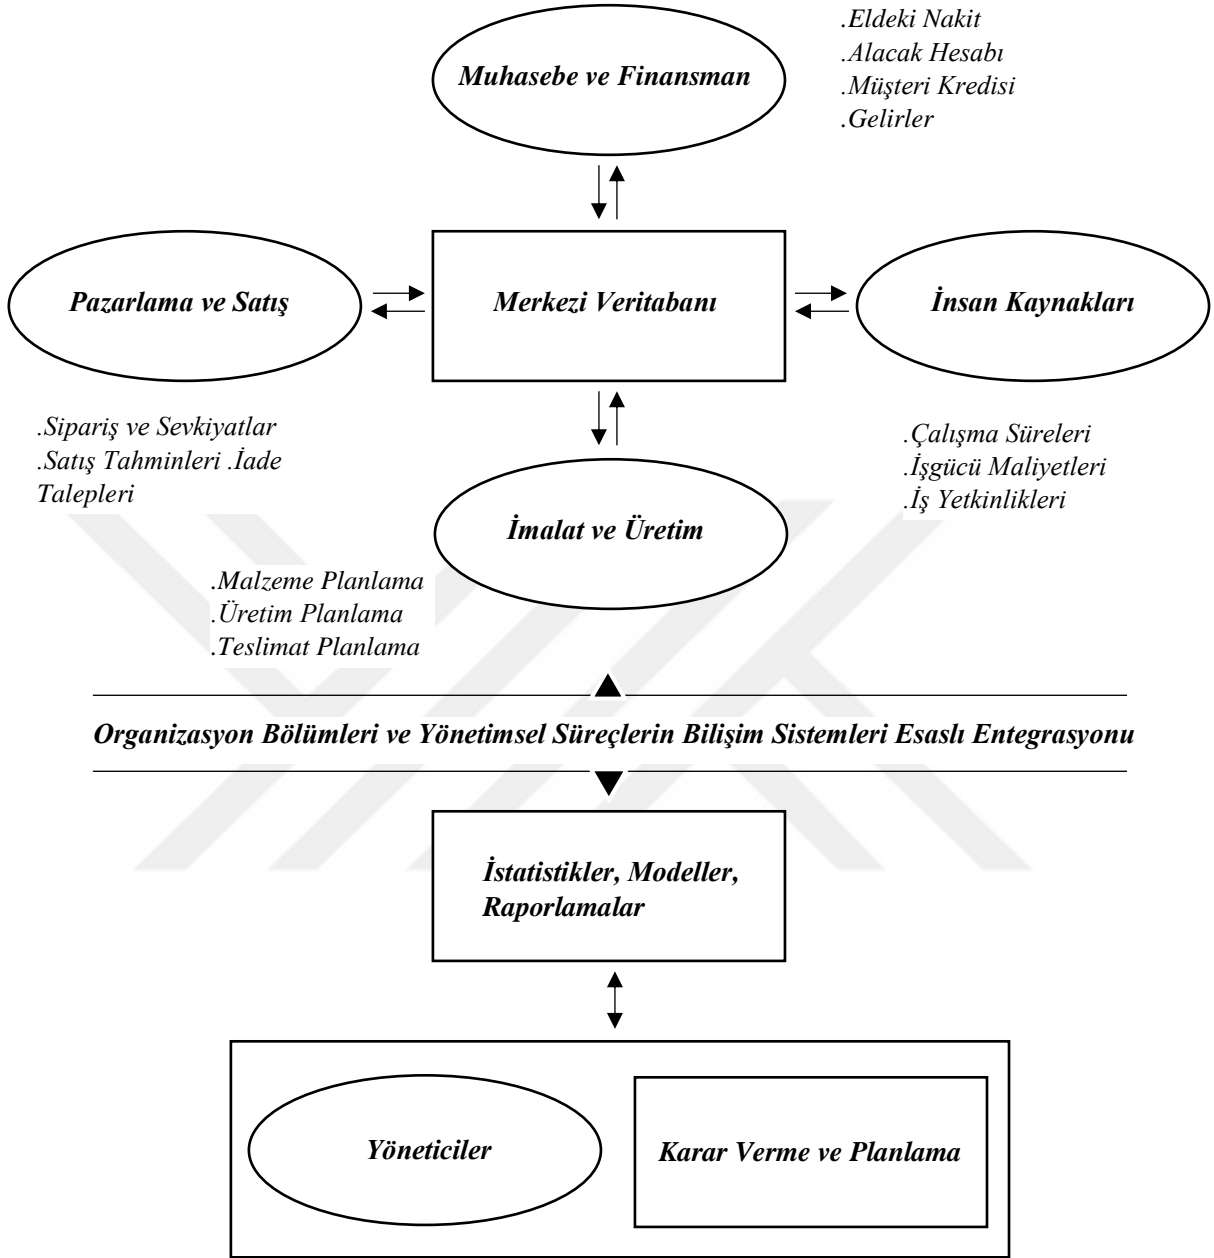 .Eldeki Nakit
.Alacak Hesabı
.Müşteri Kredisi
.Gelirler
Muhasebe ve Finansman
Pazarlama ve Satış
Merkezi Veritabanı
İnsan Kaynakları
.Sipariş ve Sevkiyatlar
.Satış Tahminleri .İade
Talepleri
.Çalışma Süreleri
.İşgücü Maliyetleri
.İş Yetkinlikleri
İmalat ve Üretim
.Malzeme Planlama
.Üretim Planlama
.Teslimat Planlama
Organizasyon Bölümleri ve Yönetimsel Süreçlerin Bilişim Sistemleri Esaslı Entegrasyonu
İstatistikler, Modeller,
Raporlamalar
Yöneticiler
Karar Verme ve Planlama